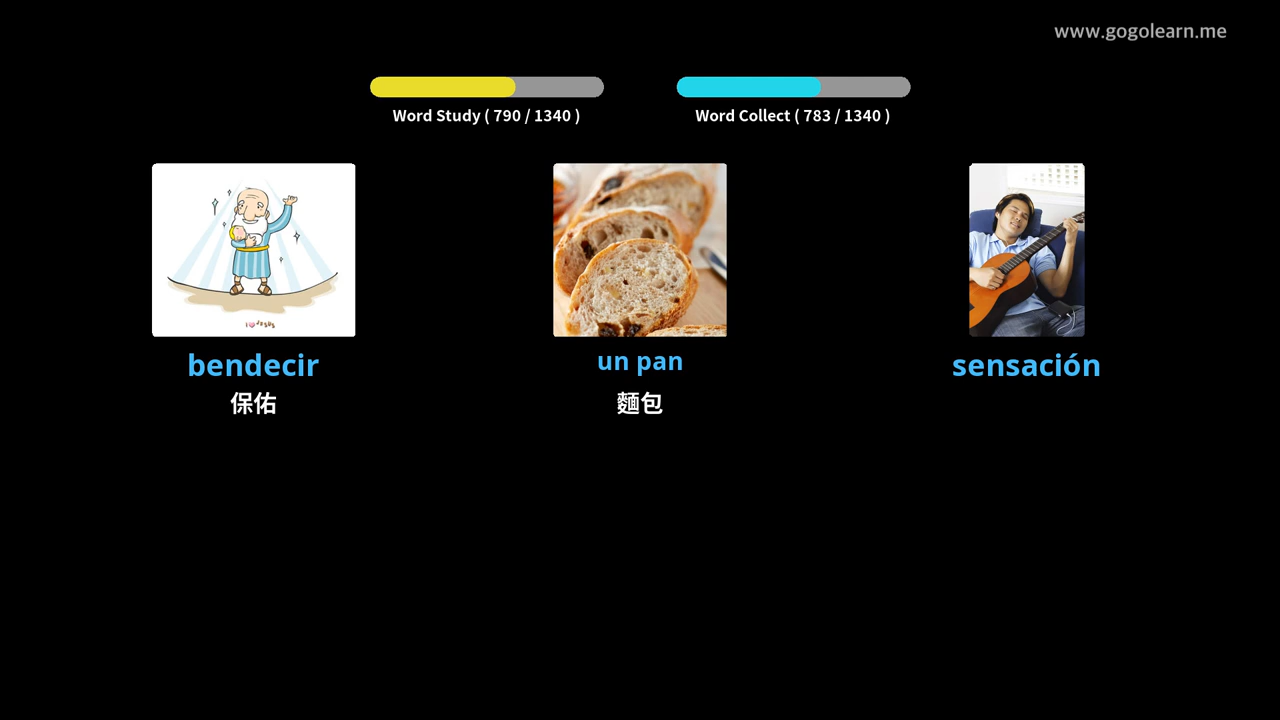 www.gogolearn.me
Word Study ( 790 / 1340 )
Word Collect ( 783 / 1340 )
I JESUS
bendecir
保佑
un pan
麵包
sensación